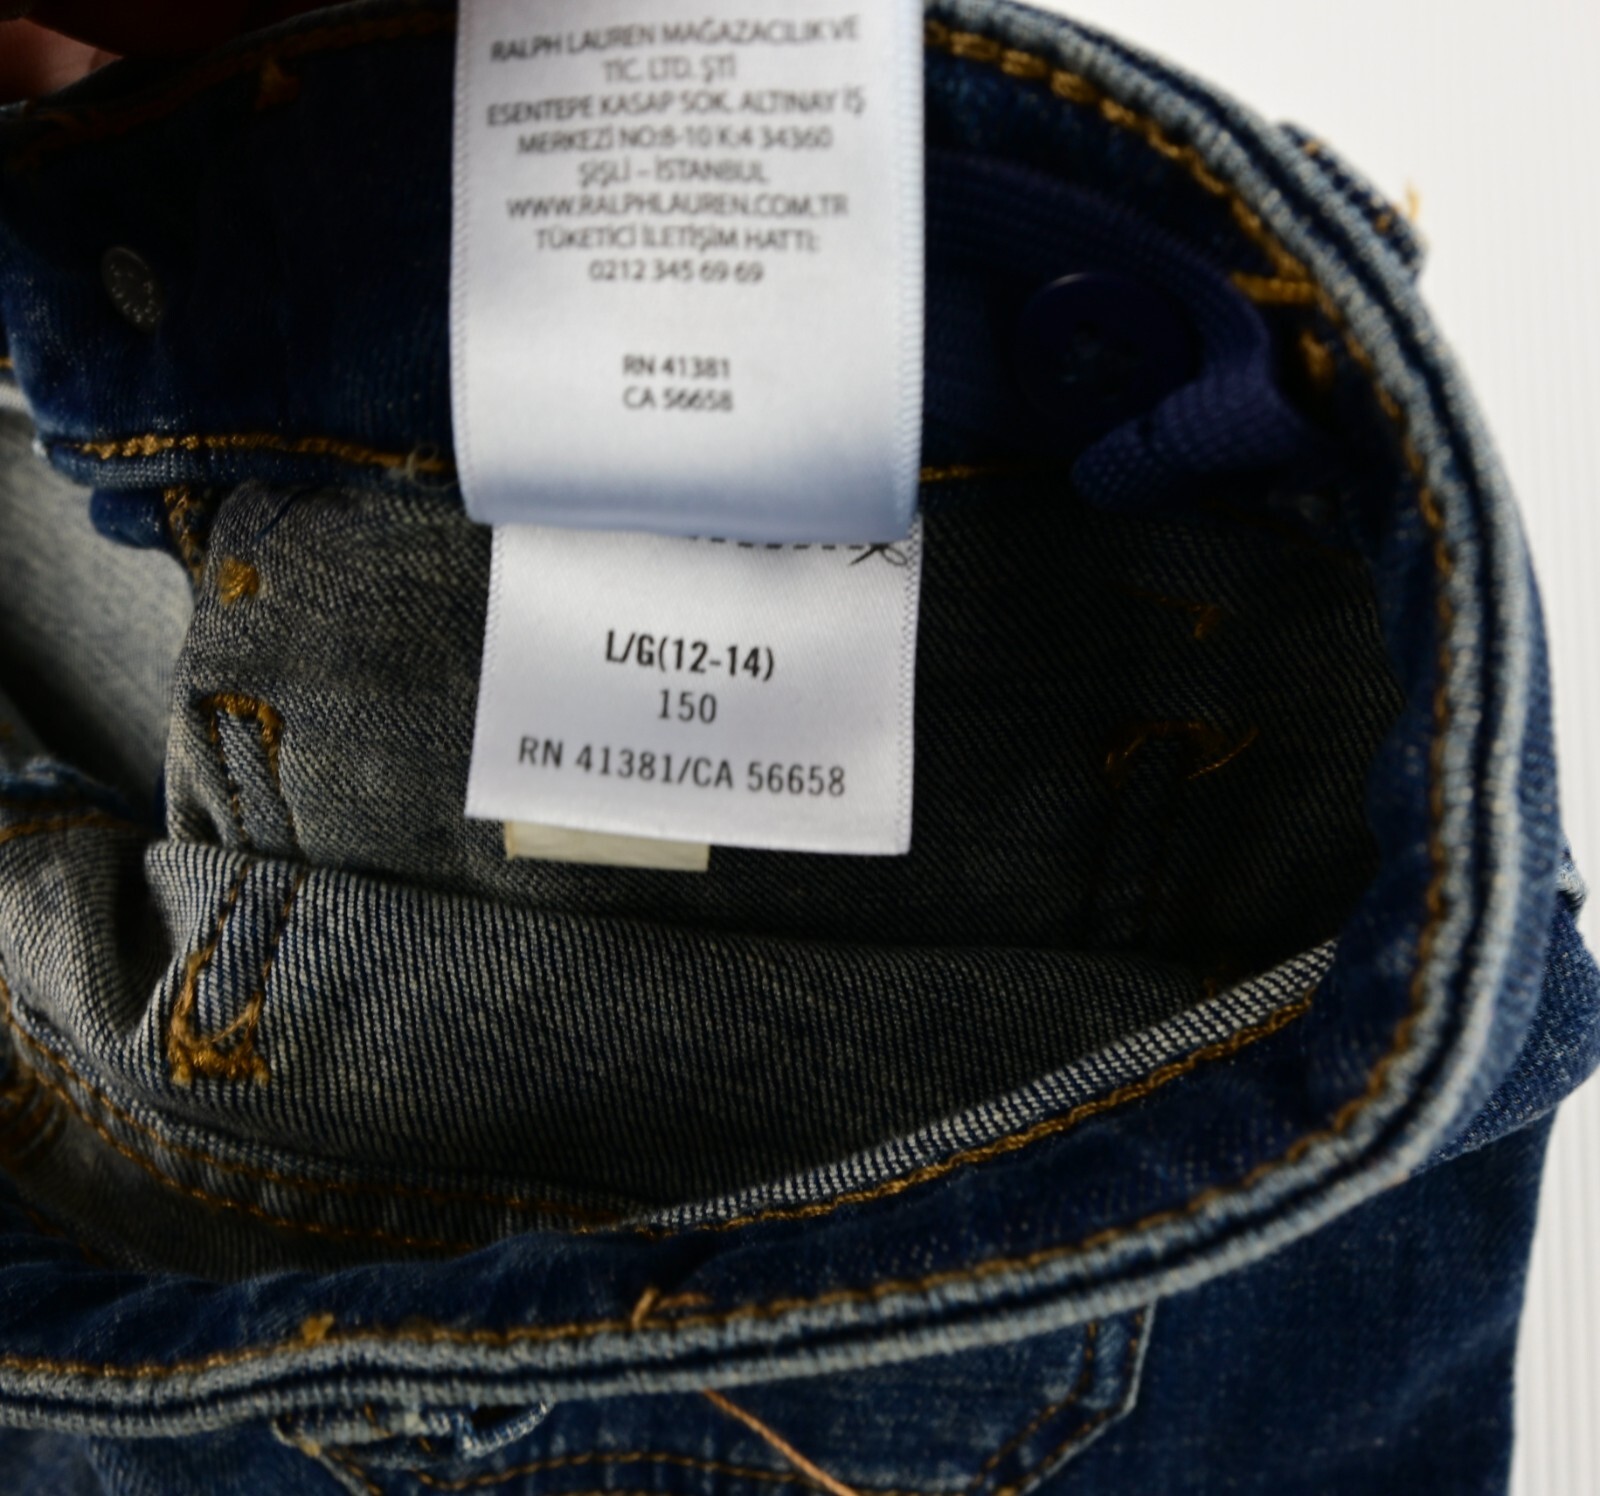 RALPH LAUREN MAĞAZACILIK VE
TİC. LTD. ŞTİ
ESENTEPE KASAP SOK. ALTINAY İŞ
MERKEZİ NO:8-10 K:4 34360
ŞİŞLİ – İSTANBUL
WWW.RALPHLAUREN.COM.TR
TÜKETİCİ İLETİŞİM HATTI:
0212 345 69 69
RN 41381
CA 56658
L/G(12-14)
150
RN 41381/CA 56658